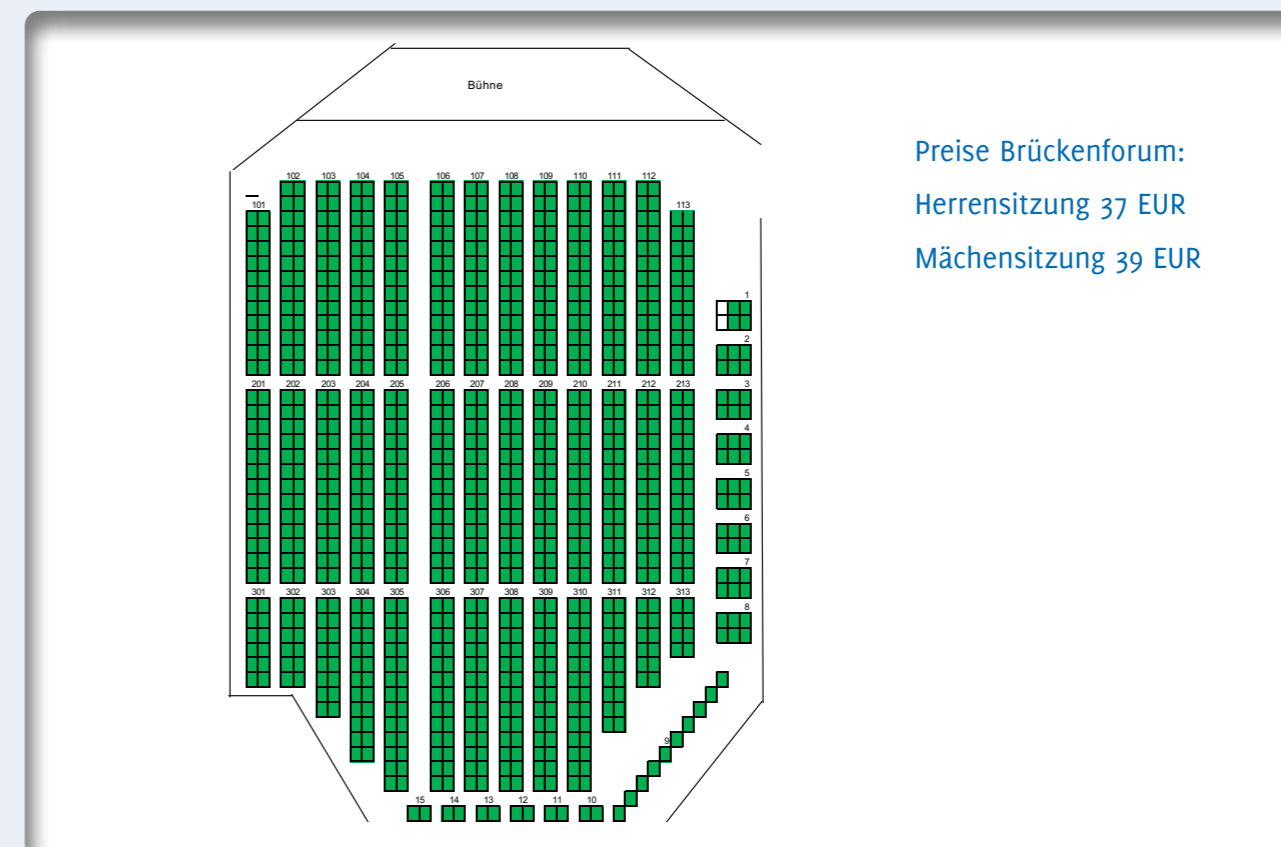 Bühne
Preise Brückenforum:
Herrensitzung 37 EUR
Mächensitzung 39 EUR
102 103 104 105 106 107 108 109 110 111 112
101 113
1
2
201 202 203 204 205 206 207 208 209 210 211 212 213 3
4
5
6
7
301 302 303 304 305 306 307 308 309 310 311 312 313
8
9
15 14 13 12 11 10